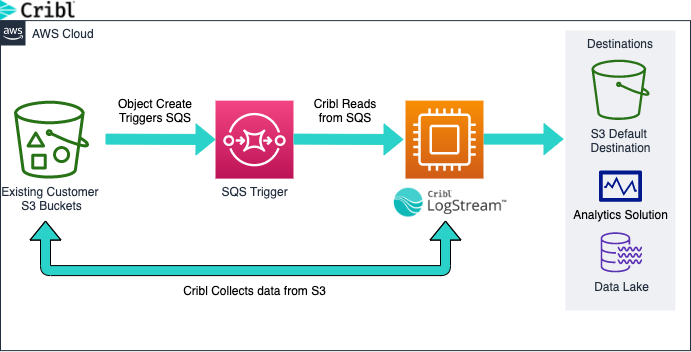 Cribl
aws
AWS Cloud
Destinations
Object Create
Triggers SQS
Cribl Reads
from SQS
S3 Default
Destination
Existing Customer
S3 Buckets
SQS Trigger
Cribl
LogStream™
Analytics Solution
Data Lake
Cribl Collects data from S3